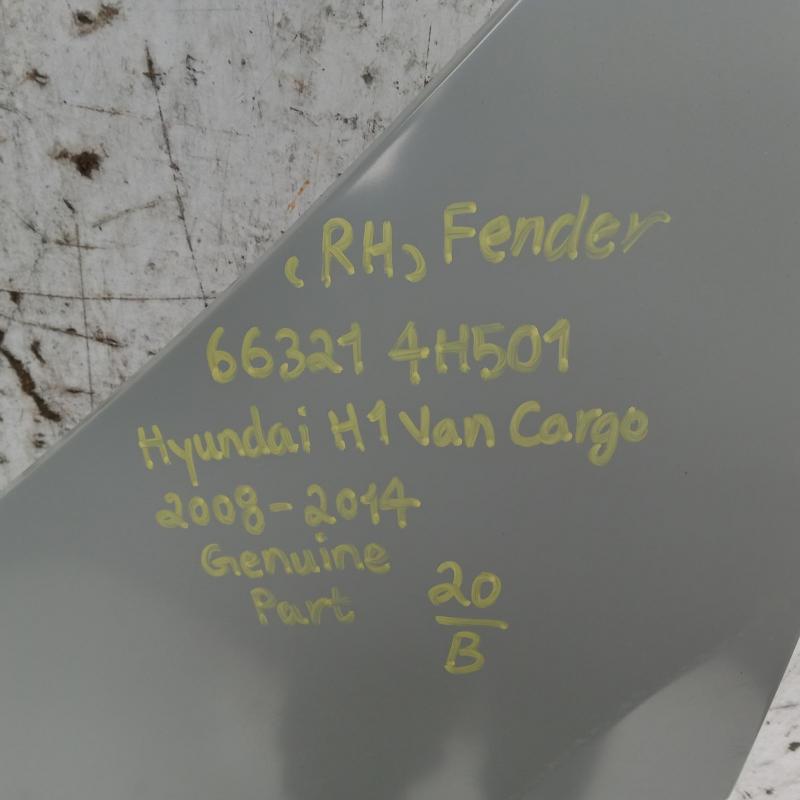 (RH) Fender
66321 4H501
Hyundai H1 Van Cargo
2008-2014
Genuine
Part
20
B